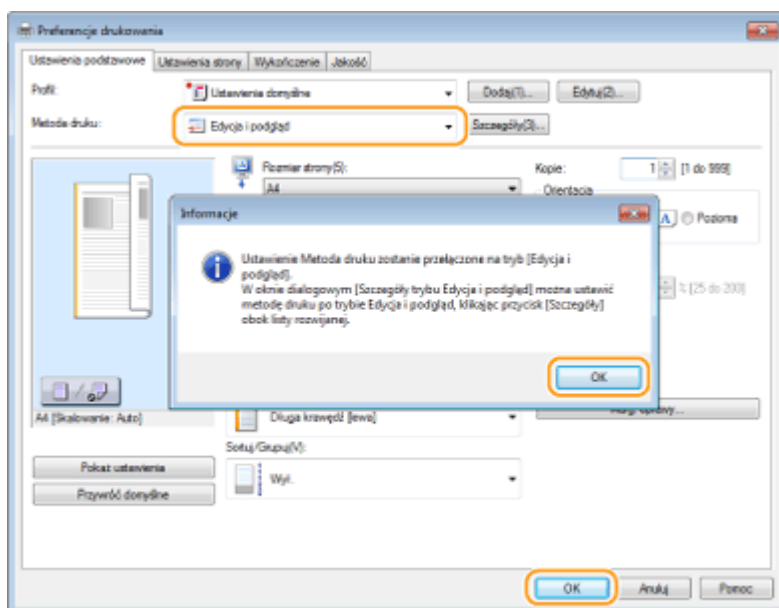 Preferencje drukowania
Ustawienia podstawowe Ustawienia strony Wykończenie Jakość
Profil: Ustawienia domyślne Dodaj(1)... Edytuj(2)...
Metoda druku: Edycja i podgląd Szczegóły(3)...
Rozmiar strony(5): Kopie: 1 [1 do 999]
A4 Orientacja
Informacje
A Pozioma
Ustawienie Metoda druku zostanie przełączone na tryb [Edycja i
podgląd].
W oknie dialogowym [Szczegóły trybu Edycja i podgląd] można ustawić
metodę druku po trybie Edycja i podgląd, klikając przycisk [Szczegóły]
obok listy rozwijanej.
% [25 do 200]
OK
A4 [Skalowanie: Auto] Długa krawędź [lewa]
Sortuj/Grupuj(V):
Pokaż ustawienia Wył.
Przywróć domyślne
OK Anuluj Pomoc